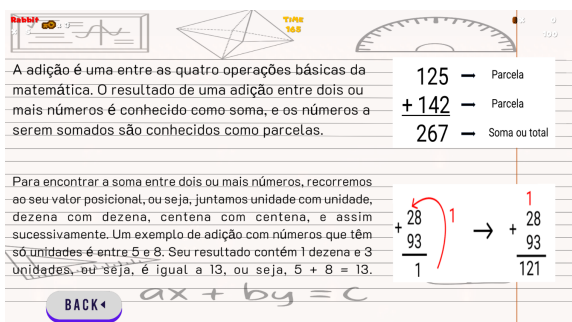 Rabbit
TIME
165
100
A adição é uma entre as quatro operações básicas da
matemática. O resultado de uma adição entre dois ou
mais números é conhecido como soma, e os números a
serem somados são conhecidos como parcelas.
125 → Parcela
+ 142 → Parcela
267 → Soma ou total
Para encontrar a soma entre dois ou mais números, recorremos
ao seu valor posicional, ou seja, juntamos unidade com unidade,
dezena com dezena, centena com centena, e assim
sucessivamente. Um exemplo de adição com números que têm
só unidades é entre 5 e 8. Seu resultado contém 1 dezena e 3
unidades, ou seja, é igual a 13, ou seja, 5 + 8 = 13.
1
+ 28
93
1
→
1
+ 28
93
121
ax + by = c
BACK